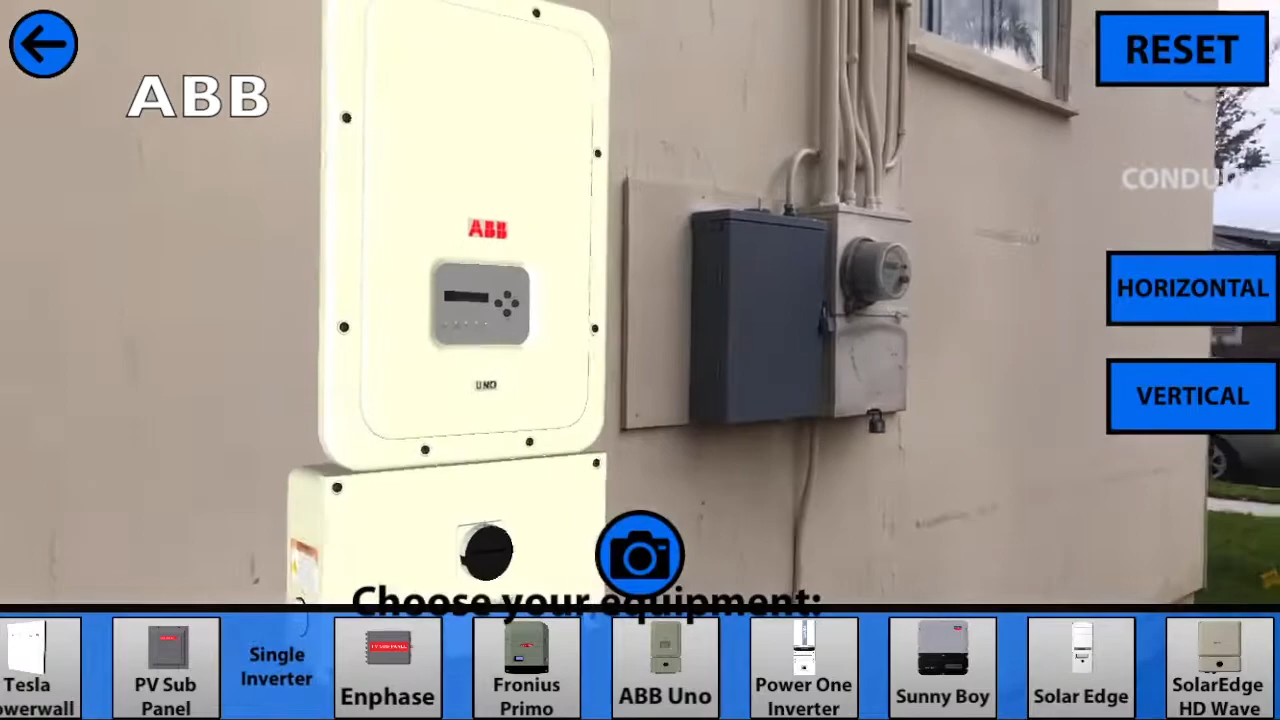 RESET
ABB
CONDUIT
ABB
HORIZONTAL
VERTICAL
UNO
Choose your equipment:
Tesla
owerwall
PV Sub
Panel
Single
Inverter
Enphase
Fronius
Primo
ABB Uno
Power One
Inverter
Sunny Boy
Solar Edge
SolarEdge
HD Wave